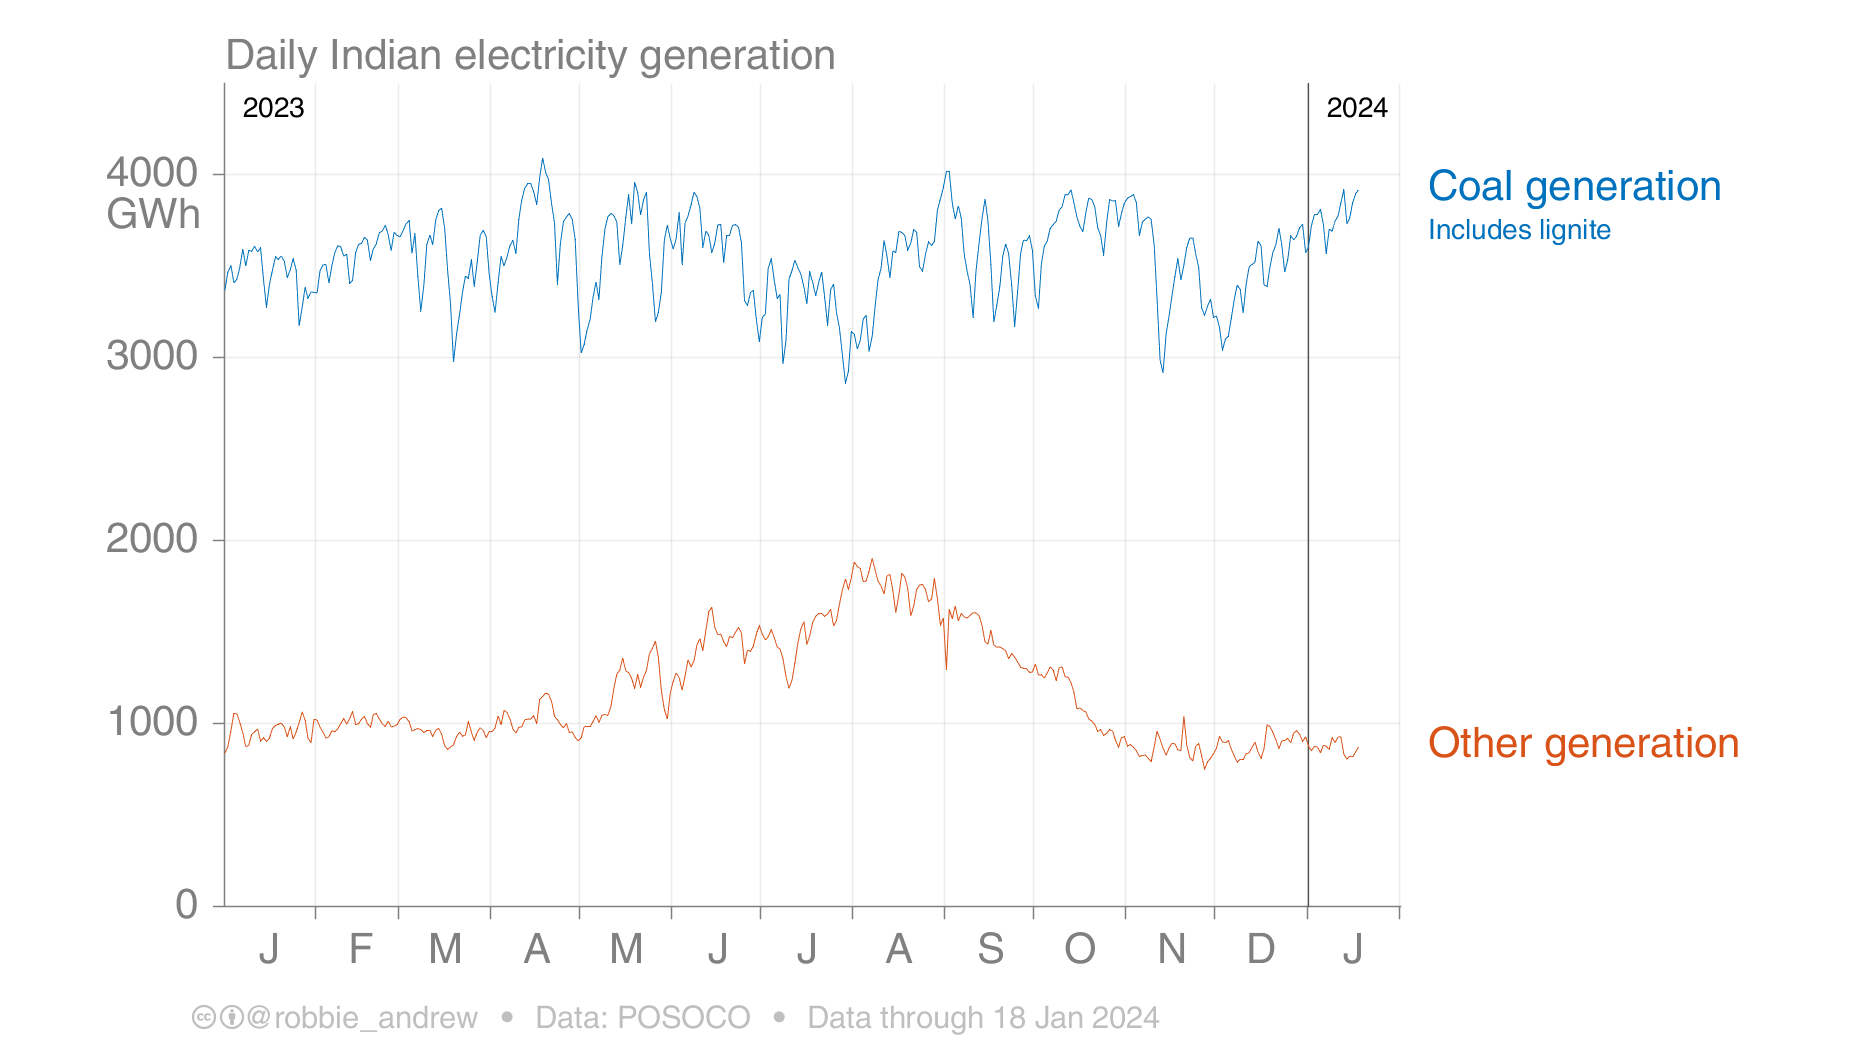 Daily Indian electricity generation
2023
2024
4000
GWh
3000
2000
1000
0
Coal generation
Includes lignite
Other generation
J F M A M J J A S O N D J
@robbie_andrew • Data: POSOCO • Data through 18 Jan 2024